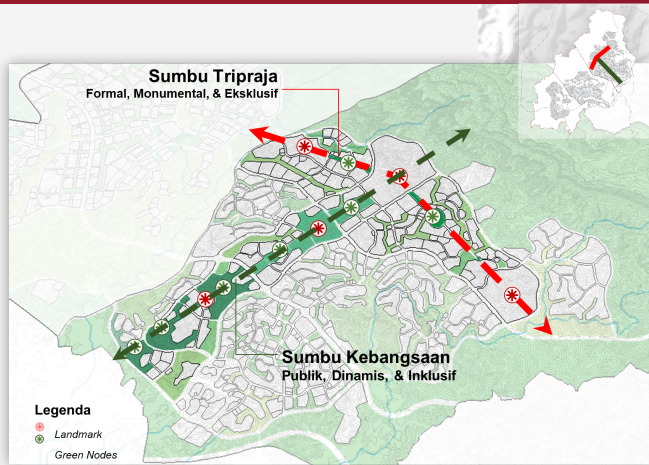 Sumbu Tripraja
Formal, Monumental, & Eksklusif
Sumbu Kebangsaan
Publik, Dinamis, & Inklusif
Legenda
Landmark
Green Nodes